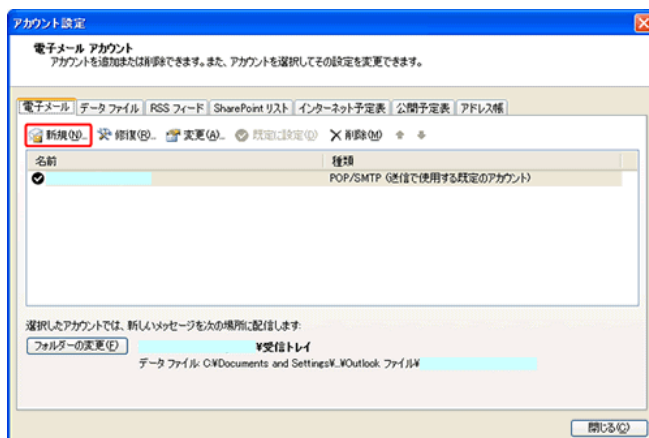 アカウント設定
電子メール アカウント
アカウントを追加または削除できます。また、アカウントを選択してその設定を変更できます。
電子メール データ ファイル RSS フィード SharePoint リスト インターネット予定表 公開予定表 アドレス帳
新規(N)... 修復(R)... 変更(A)... 既定に設定(D) 削除(M)
名前 種類
POP/SMTP (送信で使用する既定のアカウント)
選択したアカウントでは、新しいメッセージを次の場所に配信します:
フォルダーの変更(F) ¥受信トレイ
データ ファイル: C:¥Documents and Settings¥...¥Outlook ファイル¥
閉じる(C)